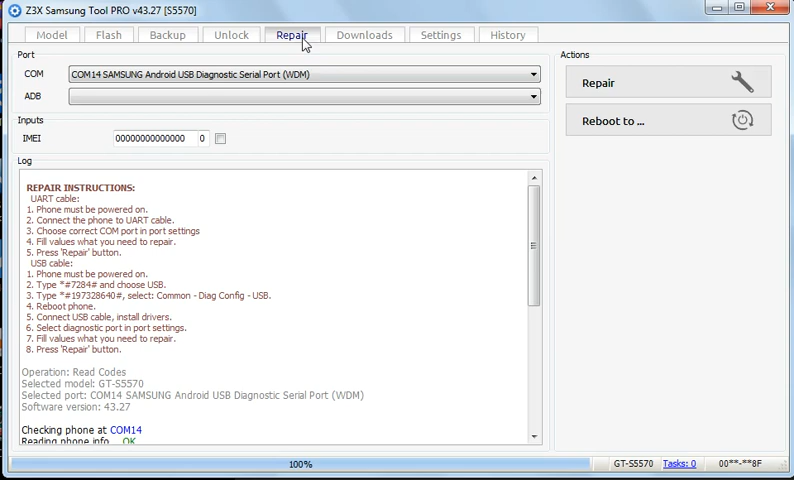 Z3X Samsung Tool PRO v43.27 [S5570]
Model Flash Backup Unlock Repair Downloads Settings History
Port
COM COM14 SAMSUNG Android USB Diagnostic Serial Port (WDM)
ADB
Inputs
IMEI 00000000000000 0
Log
REPAIR INSTRUCTIONS:
UART cable:
1. Phone must be powered on.
2. Connect the phone to UART cable.
3. Choose correct COM port in port settings
4. Fill values what you need to repair.
5. Press 'Repair' button.
USB cable:
1. Phone must be powered on.
2. Type *#7284# and choose USB.
3. Type *#197328640#, select: Common - Diag Config - USB.
4. Reboot phone.
5. Connect USB cable, install drivers.
6. Select diagnostic port in port settings.
7. Fill values what you need to repair.
8. Press 'Repair' button.
Operation: Read Codes
Selected model: GT-S5570
Selected port: COM14 SAMSUNG Android USB Diagnostic Serial Port (WDM)
Software version: 43.27
Checking phone at COM14
Reading phone info... OK
Actions
Repair
Reboot to ...
100% GT-S5570 Tasks: 0 00**-**8F